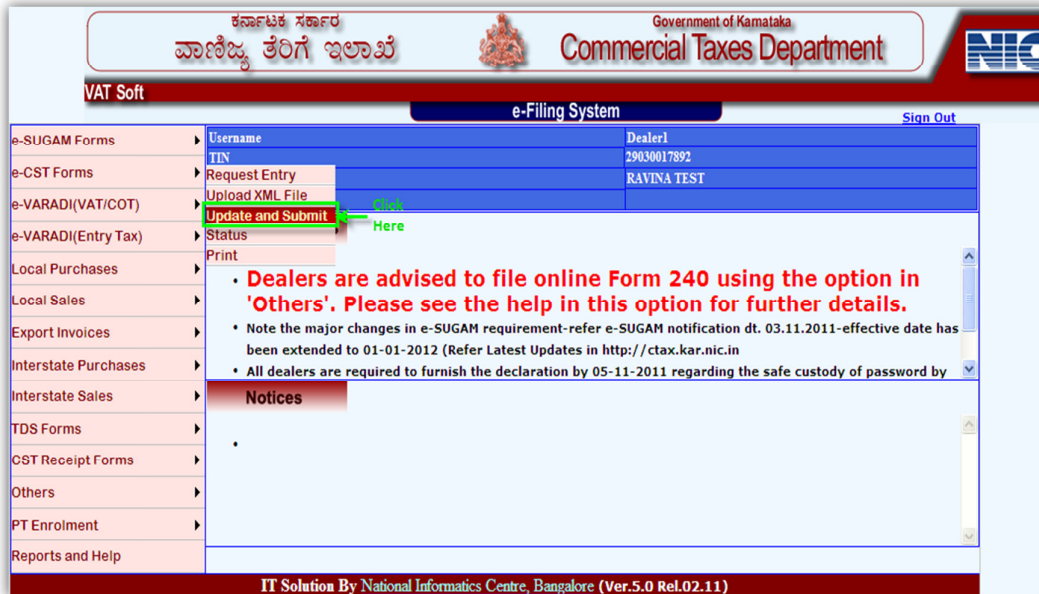 ಕರ್ನಾಟಕ ಸರ್ಕಾರ
ವಾಣಿಜ್ಯ ತೆರಿಗೆ ಇಲಾಖೆ
Government of Karnataka
Commercial Taxes Department
NIC
VAT Soft
e-Filing System
Sign Out
e-SUGAM Forms
e-CST Forms
e-VARADI(VAT/COT)
e-VARADI(Entry Tax)
Local Purchases
Local Sales
Export Invoices
Interstate Purchases
Interstate Sales
TDS Forms
CST Receipt Forms
Others
PT Enrolment
Reports and Help
Username Dealer1
TIN 29030017892
RAVINA TEST
Request Entry
Upload XML File
Update and Submit
Status
Print
Click
Here
• Dealers are advised to file online Form 240 using the option in
'Others'. Please see the help in this option for further details.
• Note the major changes in e-SUGAM requirement-refer e-SUGAM notification dt. 03.11.2011-effective date has
been extended to 01-01-2012 (Refer Latest Updates in http://ctax.kar.nic.in
• All dealers are required to furnish the declaration by 05-11-2011 regarding the safe custody of password by
Notices
IT Solution By National Informatics Centre, Bangalore (Ver.5.0 Rel.02.11)